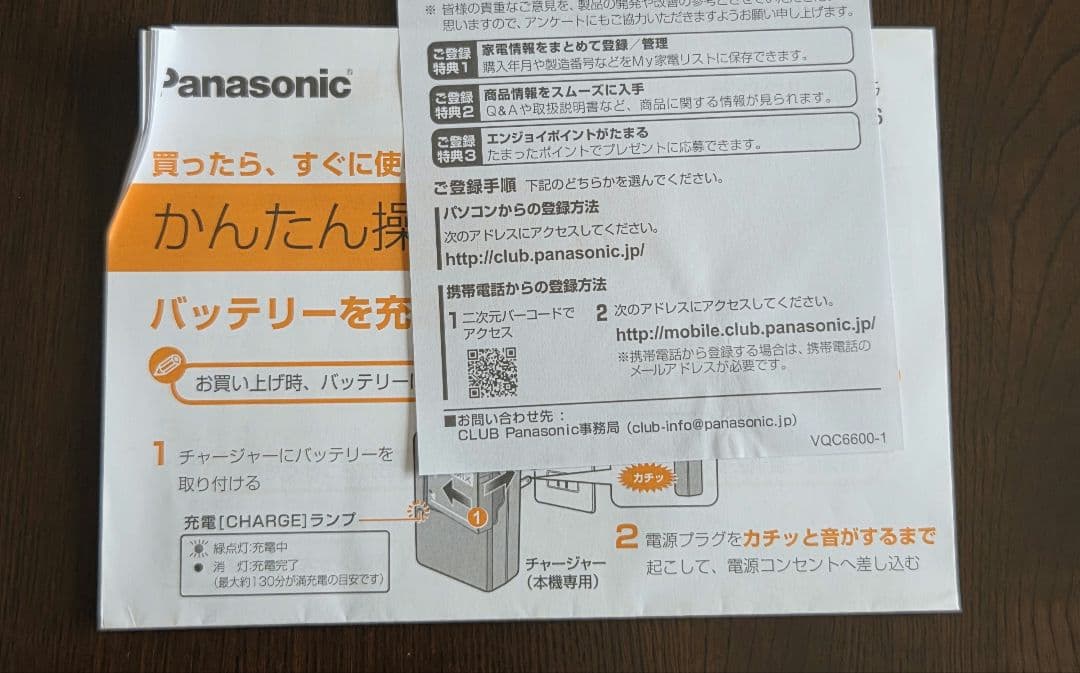 ※ 皆様の貴重なご意見を、製品の開発や改善の参考とさせていただきたいと
思いますので、アンケートにもご協力いただきますようお願い申し上げます。
ご登録
特典1
家電情報をまとめて登録／管理
購入年月や製造番号などをMy家電リストに保存できます。
ご登録
特典2
商品情報をスムーズに入手
Q&Aや取扱説明書など、商品に関する情報が見られます。
ご登録
特典3
エンジョイポイントがたまる
たまったポイントでプレゼントに応募できます。
ご登録手順 下記のどちらかを選んでください。
パソコンからの登録方法
次のアドレスにアクセスしてください。
http://club.panasonic.jp/
携帯電話からの登録方法
1 二次元バーコードで
アクセス
2 次のアドレスにアクセスしてください。
http://mobile.club.panasonic.jp/
※携帯電話から登録する場合は、携帯電話の
メールアドレスが必要です。
■お問い合わせ先：
CLUB Panasonic事務局（club-info@panasonic.jp）
VQC6600-1
Panasonic
買ったら、すぐに使
かんたん操
バッテリーを充
お買い上げ時、バッテリーは
1 チャージャーにバッテリーを
取り付ける
充電[CHARGE]ランプ
緑点灯:充電中
消 灯:充電完了
(最大約130分が満充電の目安です)
1
チャージャー
（本機専用）
カチッ
2 電源プラグをカチッと音がするまで
起こして、電源コンセントへ差し込む